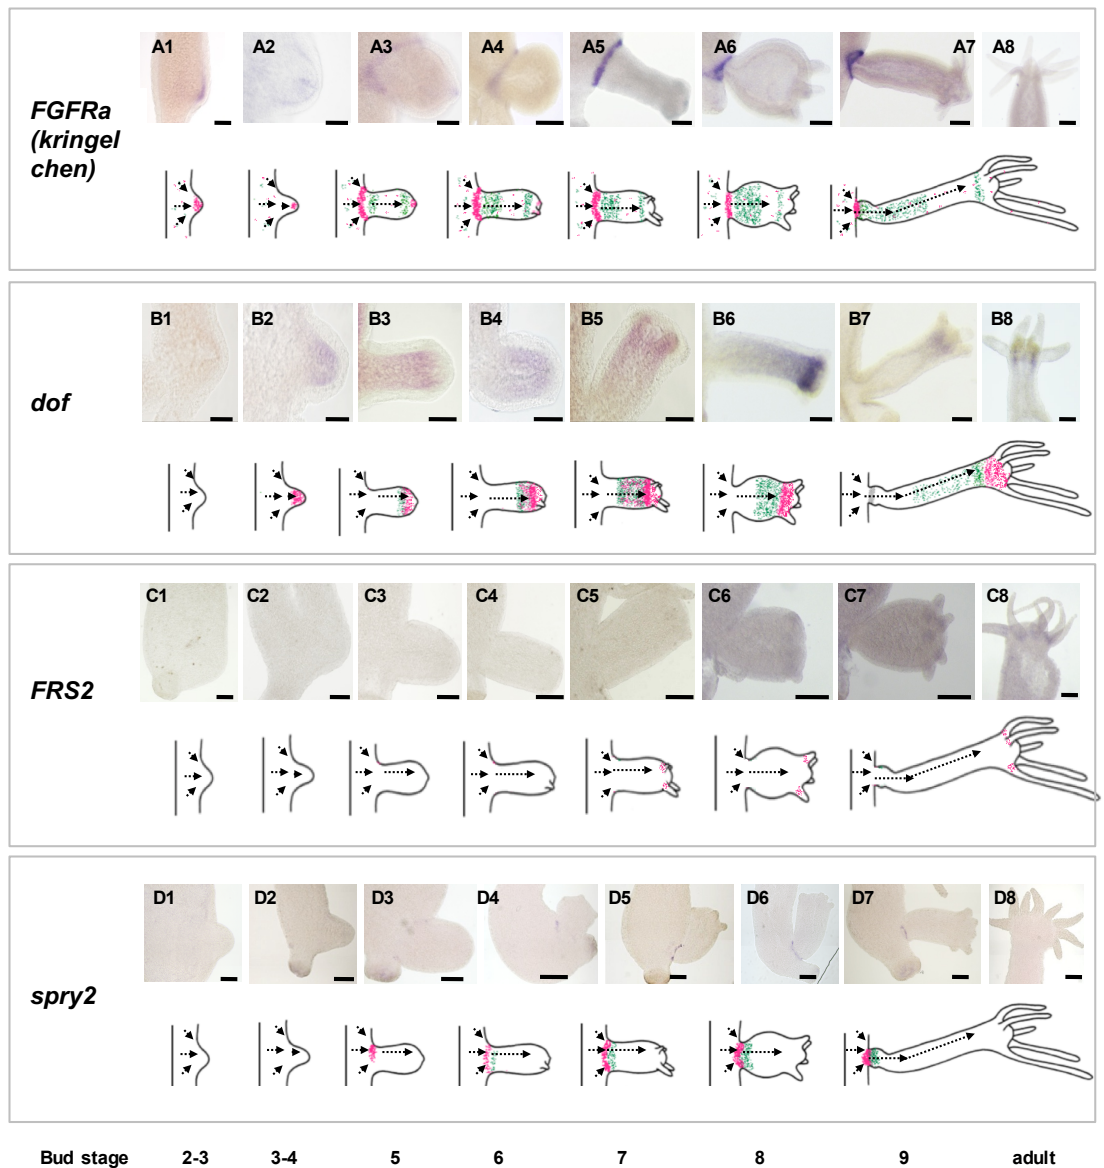 A1 A2 A3 A4 A5 A6 A7 A8
FGFRa
(kringel
chen)
B1 B2 B3 B4 B5 B6 B7 B8
dof
C1 C2 C3 C4 C5 C6 C7 C8
FRS2
D1 D2 D3 D4 D5 D6 D7 D8
spry2
Bud stage 2-3 3-4 5 6 7 8 9 adult